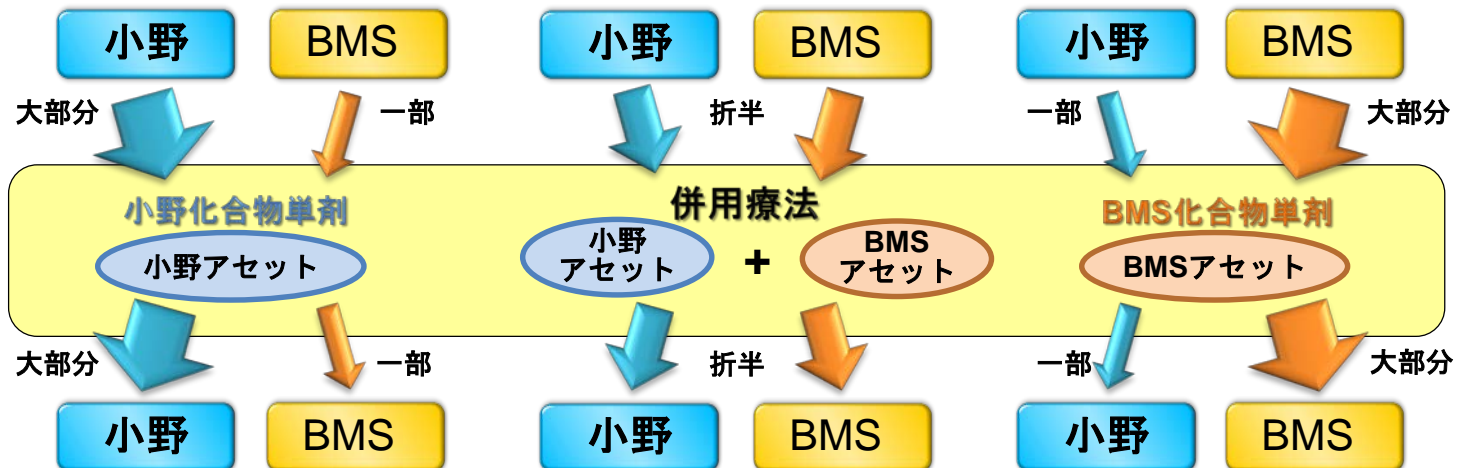 小野 BMS 小野 BMS 小野 BMS
大部分 一部 折半 一部 大部分
小野化合物単剤 併用療法 BMS化合物単剤
小野アセット
小野
アセット
+
BMS
アセット
BMSアセット
大部分 一部 折半 一部 大部分
小野 BMS 小野 BMS 小野 BMS